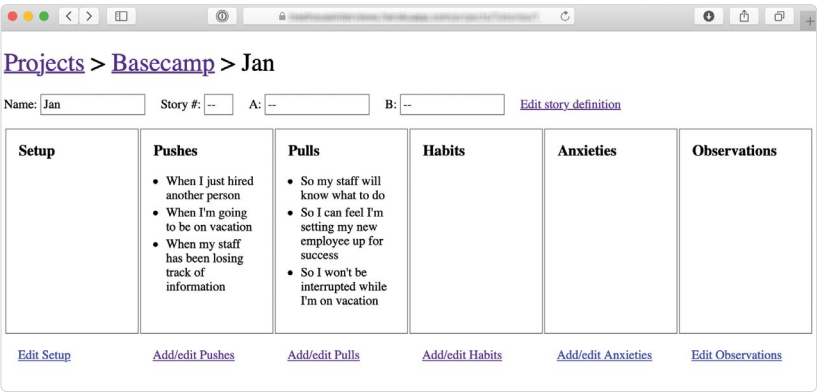 Projects > Basecamp > Jan
Name: Jan Story #: -- A: -- B: -- Edit story definition
Setup
Pushes
When I just hired
another person
When I'm going
to be on vacation
When my staff
has been losing
track of
information
Pulls
So my staff will
know what to do
So I can feel I'm
setting my new
employee up for
success
So I won't be
interrupted while
I'm on vacation
Habits
Anxieties
Observations
Edit Setup
Add/edit Pushes
Add/edit Pulls
Add/edit Habits
Add/edit Anxieties
Edit Observations